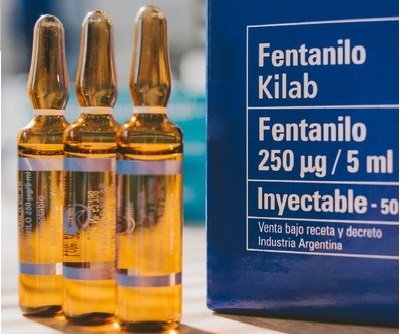 Fentanilo
Kilab
Fentanilo
250 µg / 5 ml
Inyectable - 50
Venta bajo receta y decreto
Industria Argentina